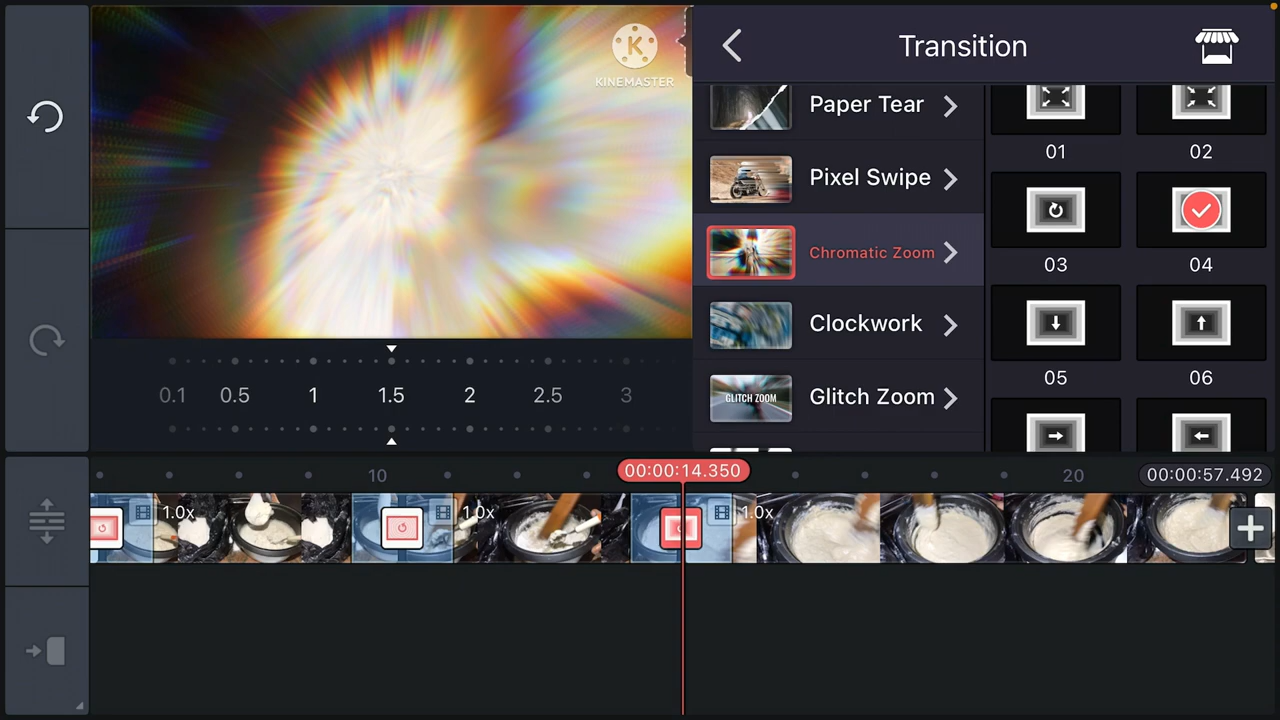 KINEMASTER
Transition
Paper Tear
Pixel Swipe
Chromatic Zoom
Clockwork
GLITCH ZOOM
Glitch Zoom
01
02
03
04
05
06
0.1
0.5
1
1.5
2
2.5
3
10
00:00:14.350
20
00:00:57.492
1.0x
1.0x
1.0x